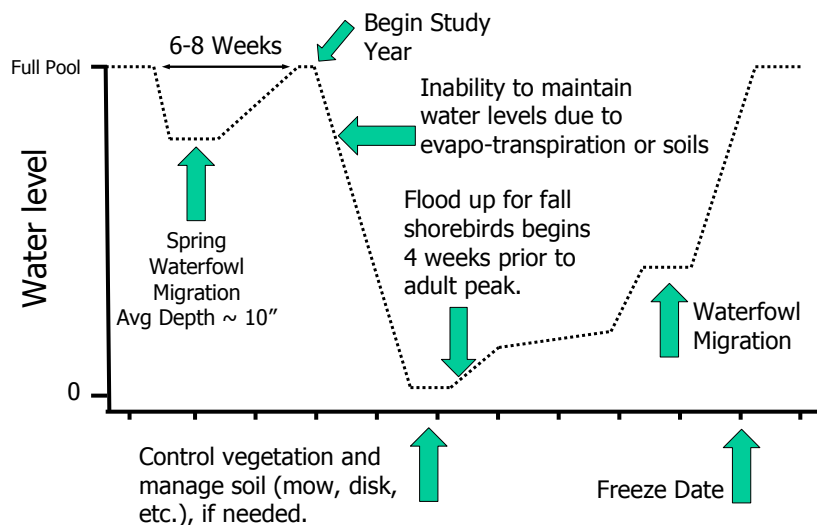 6-8 Weeks
Begin Study
Year
Full Pool
Inability to maintain
water levels due to
evapo-transpiration or soils
Flood up for fall
shorebirds begins
4 weeks prior to
adult peak.
Water level
Spring
Waterfowl
Migration
Avg Depth ~ 10”
Waterfowl
Migration
0
Control vegetation and
manage soil (mow, disk,
etc.), if needed.
Freeze Date